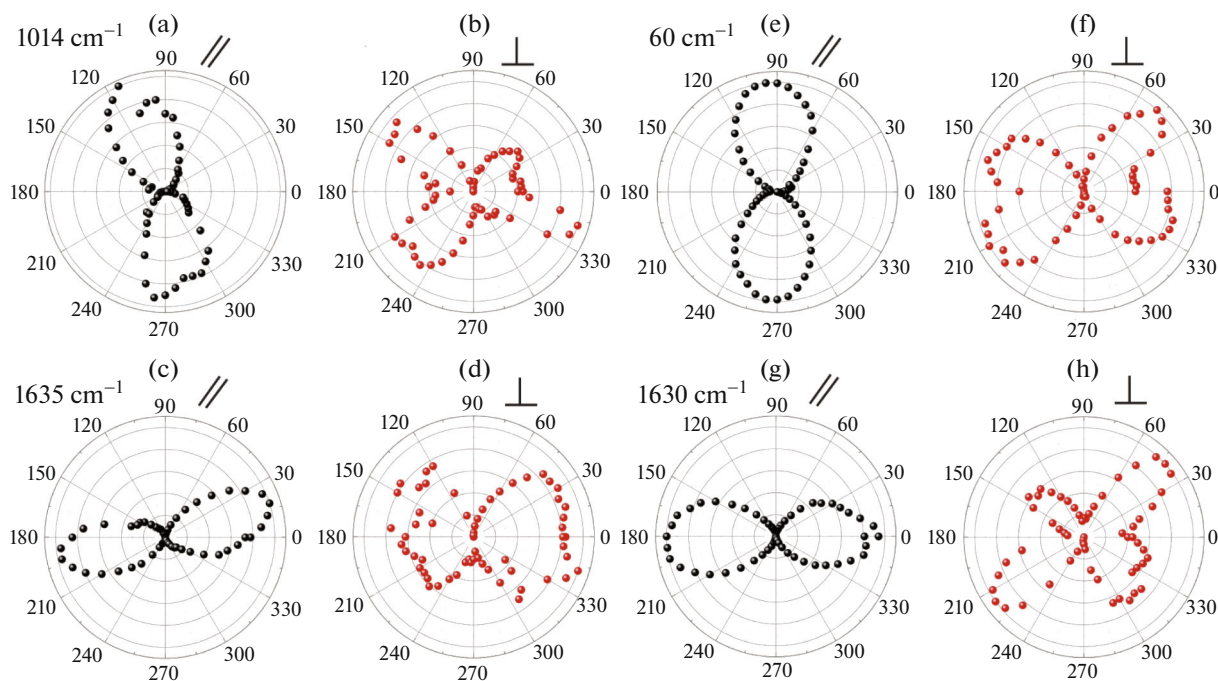 (a) (b) (e) (f)
1014 cm⁻¹ // ⊥ 60 cm⁻¹ // ⊥
90 90 90 90
120 60 120 60 120 60 120 60
150 30 150 30 150 30 150 30
180 0 180 0 180 0 180 0
210 330 210 330 210 330 210 330
240 300 240 300 240 300 240 300
270 270 270 270
(c) (d) (g) (h)
1635 cm⁻¹ // ⊥ 1630 cm⁻¹ // ⊥
90 90 90 90
120 60 120 60 120 60 120 60
150 30 150 30 150 30 150 30
180 0 180 0 180 0 180 0
210 330 210 330 210 330 210 330
240 300 240 300 240 300 240 300
270 270 270 270